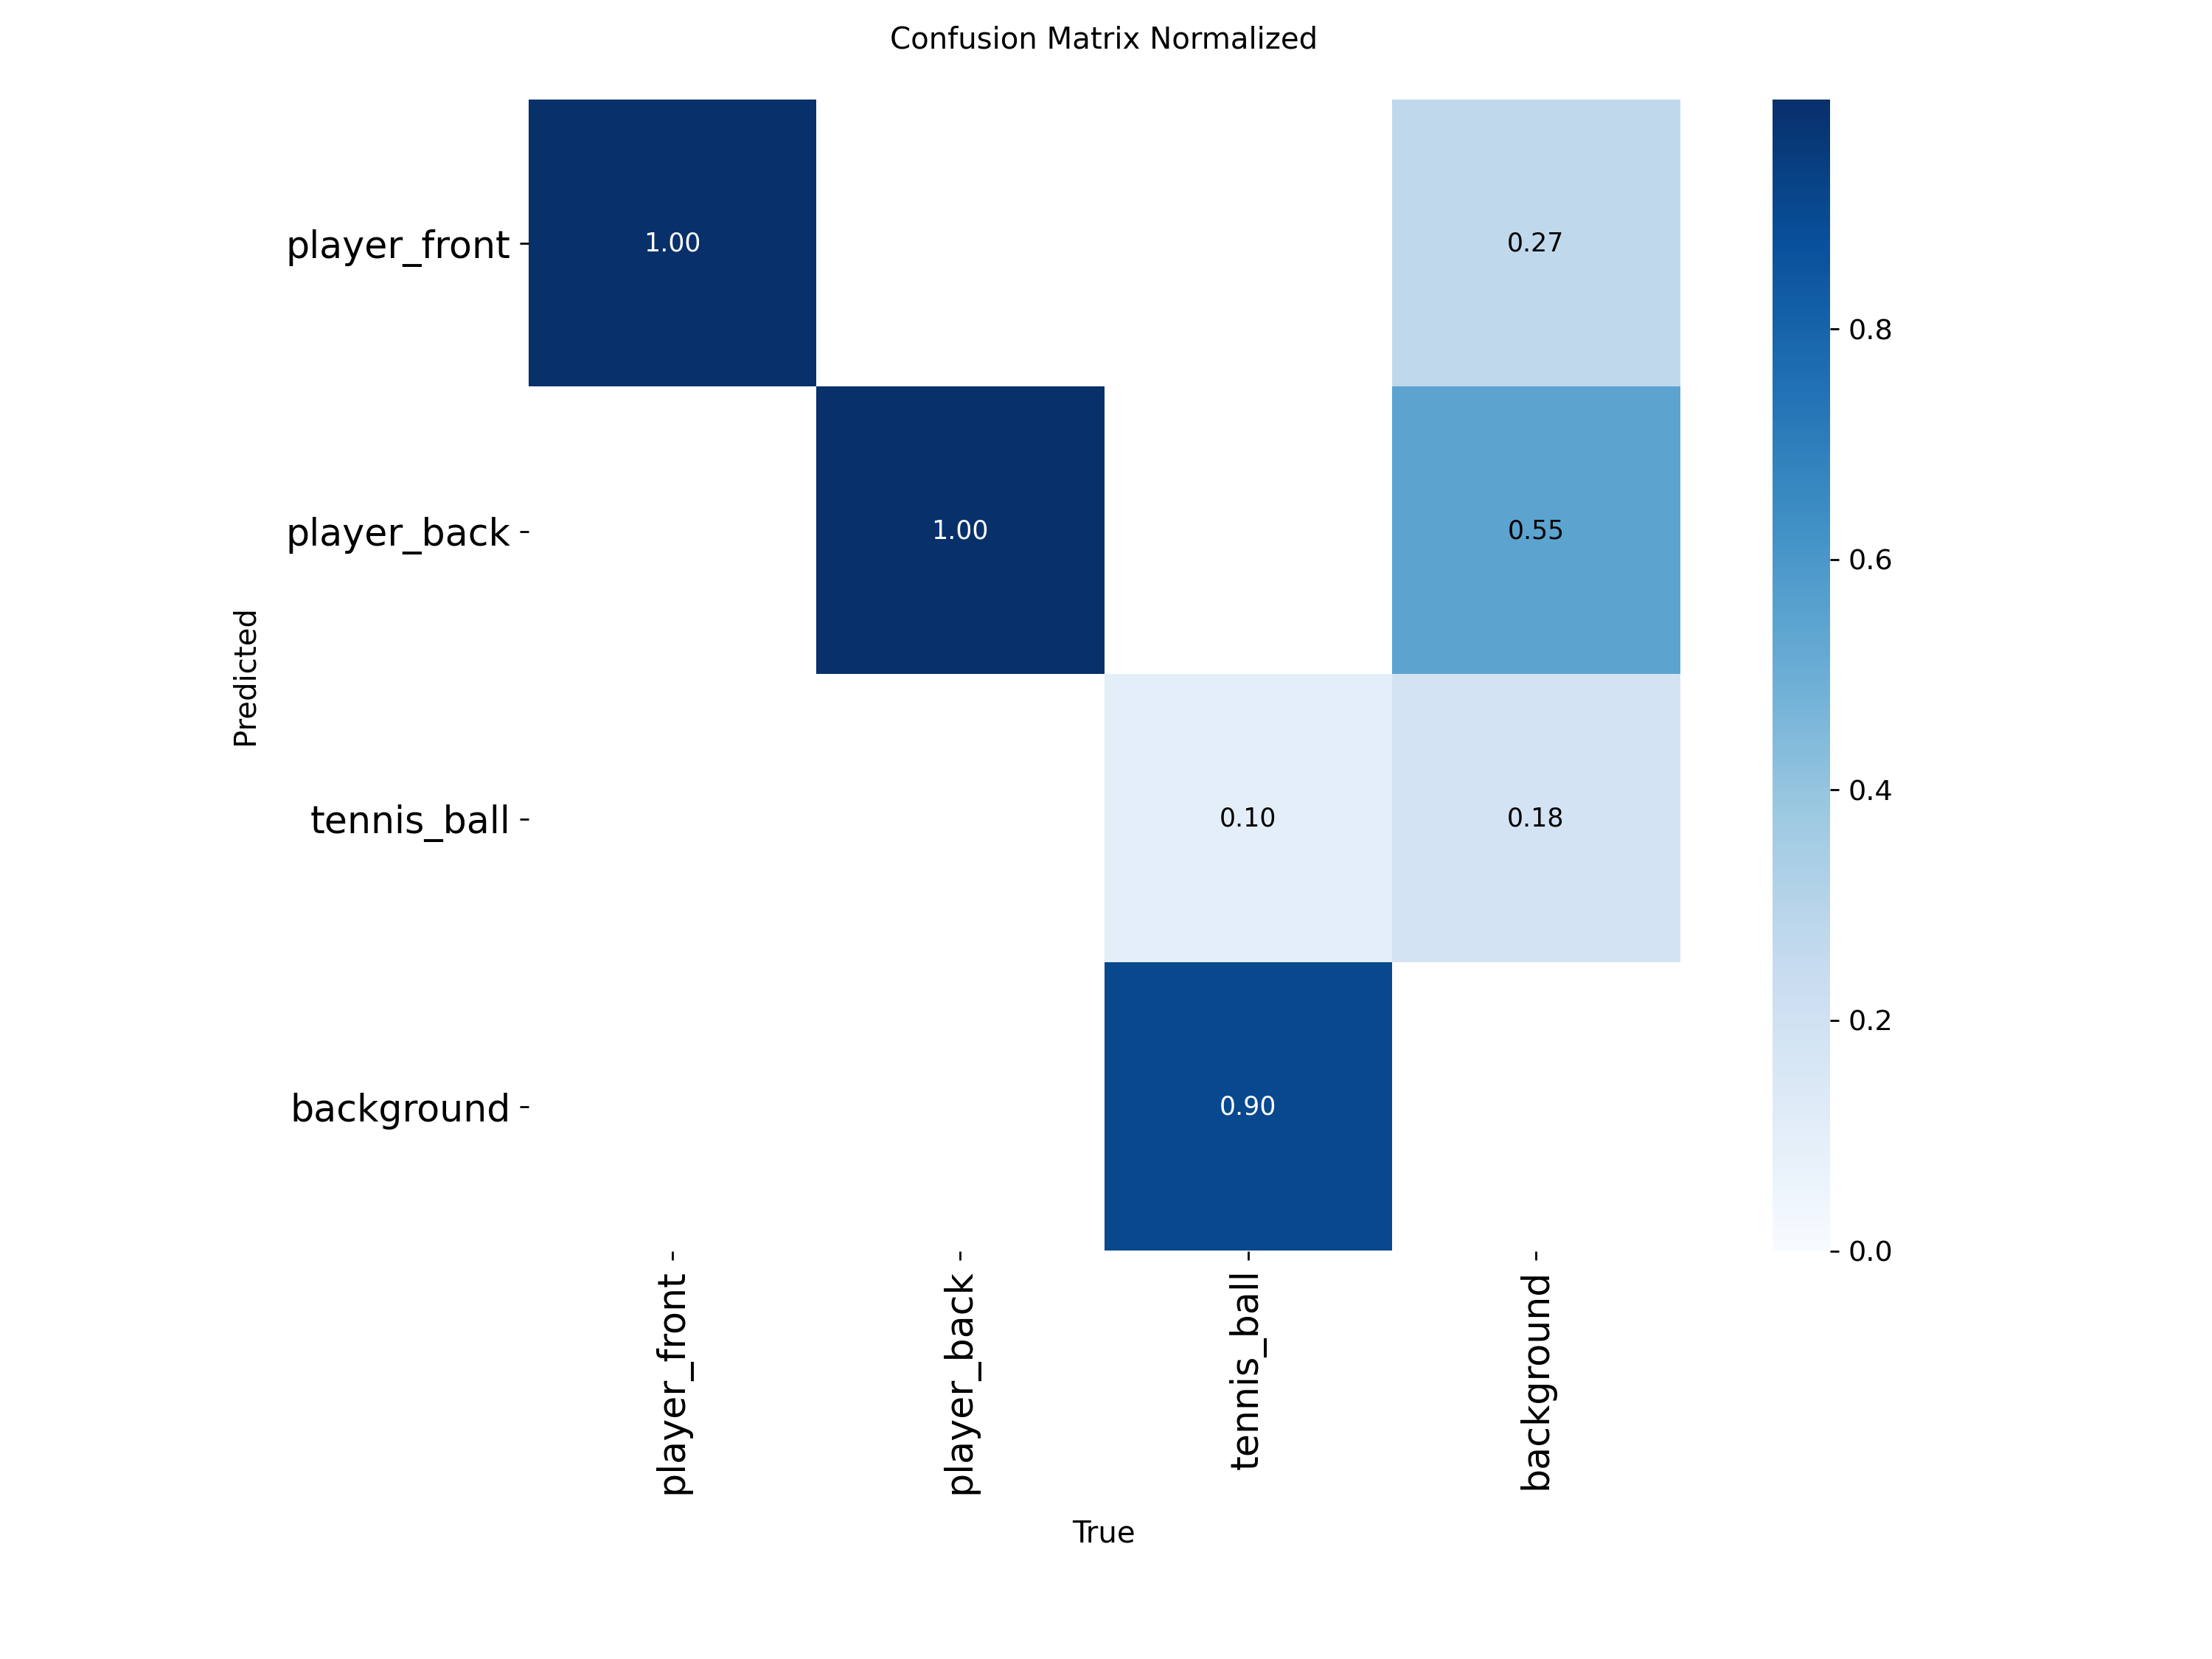 Confusion Matrix Normalized
player_front
1.00
0.27
player_back
1.00
0.55
tennis_ball
0.10
0.18
background
0.90
Predicted
player_front
player_back
tennis_ball
background
True
0.8
0.6
0.4
0.2
0.0